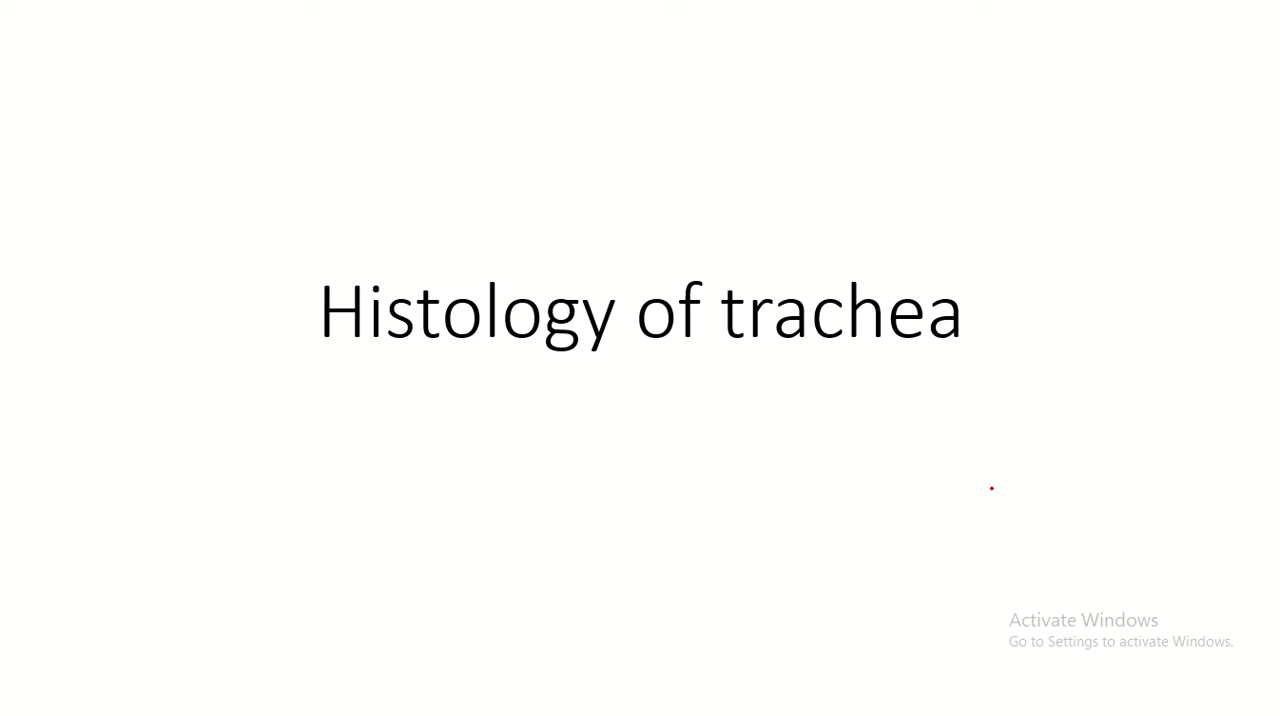 Histology of trachea
Activate Windows
Go to Settings to activate Windows.